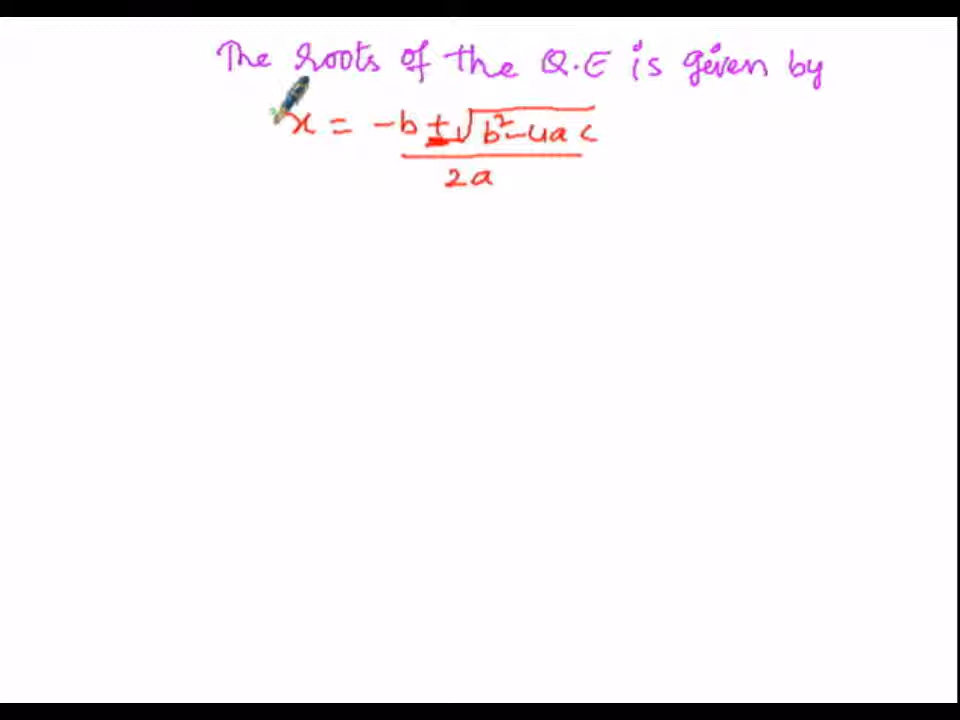 The roots of the Q.E is given by
x = -b ± √b²-4ac
2a